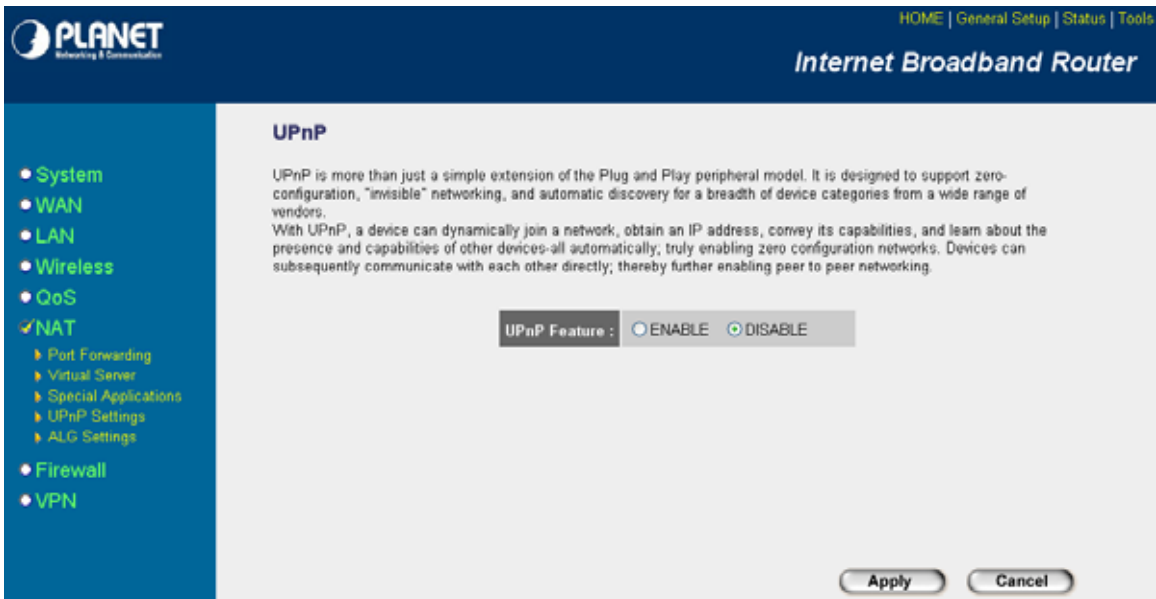 PLANET
Networking & Communication
HOME | General Setup | Status | Tools
Internet Broadband Router
System
WAN
LAN
Wireless
QoS
NAT
Port Forwarding
Virtual Server
Special Applications
UPnP Settings
ALG Settings
Firewall
VPN
UPnP
UPnP is more than just a simple extension of the Plug and Play peripheral model. It is designed to support zero-
configuration, "invisible" networking, and automatic discovery for a breadth of device categories from a wide range of
vendors.
With UPnP, a device can dynamically join a network, obtain an IP address, convey its capabilities, and learn about the
presence and capabilities of other devices-all automatically; truly enabling zero configuration networks. Devices can
subsequently communicate with each other directly; thereby further enabling peer to peer networking.
UPnP Feature : ENABLE DISABLE
Apply Cancel